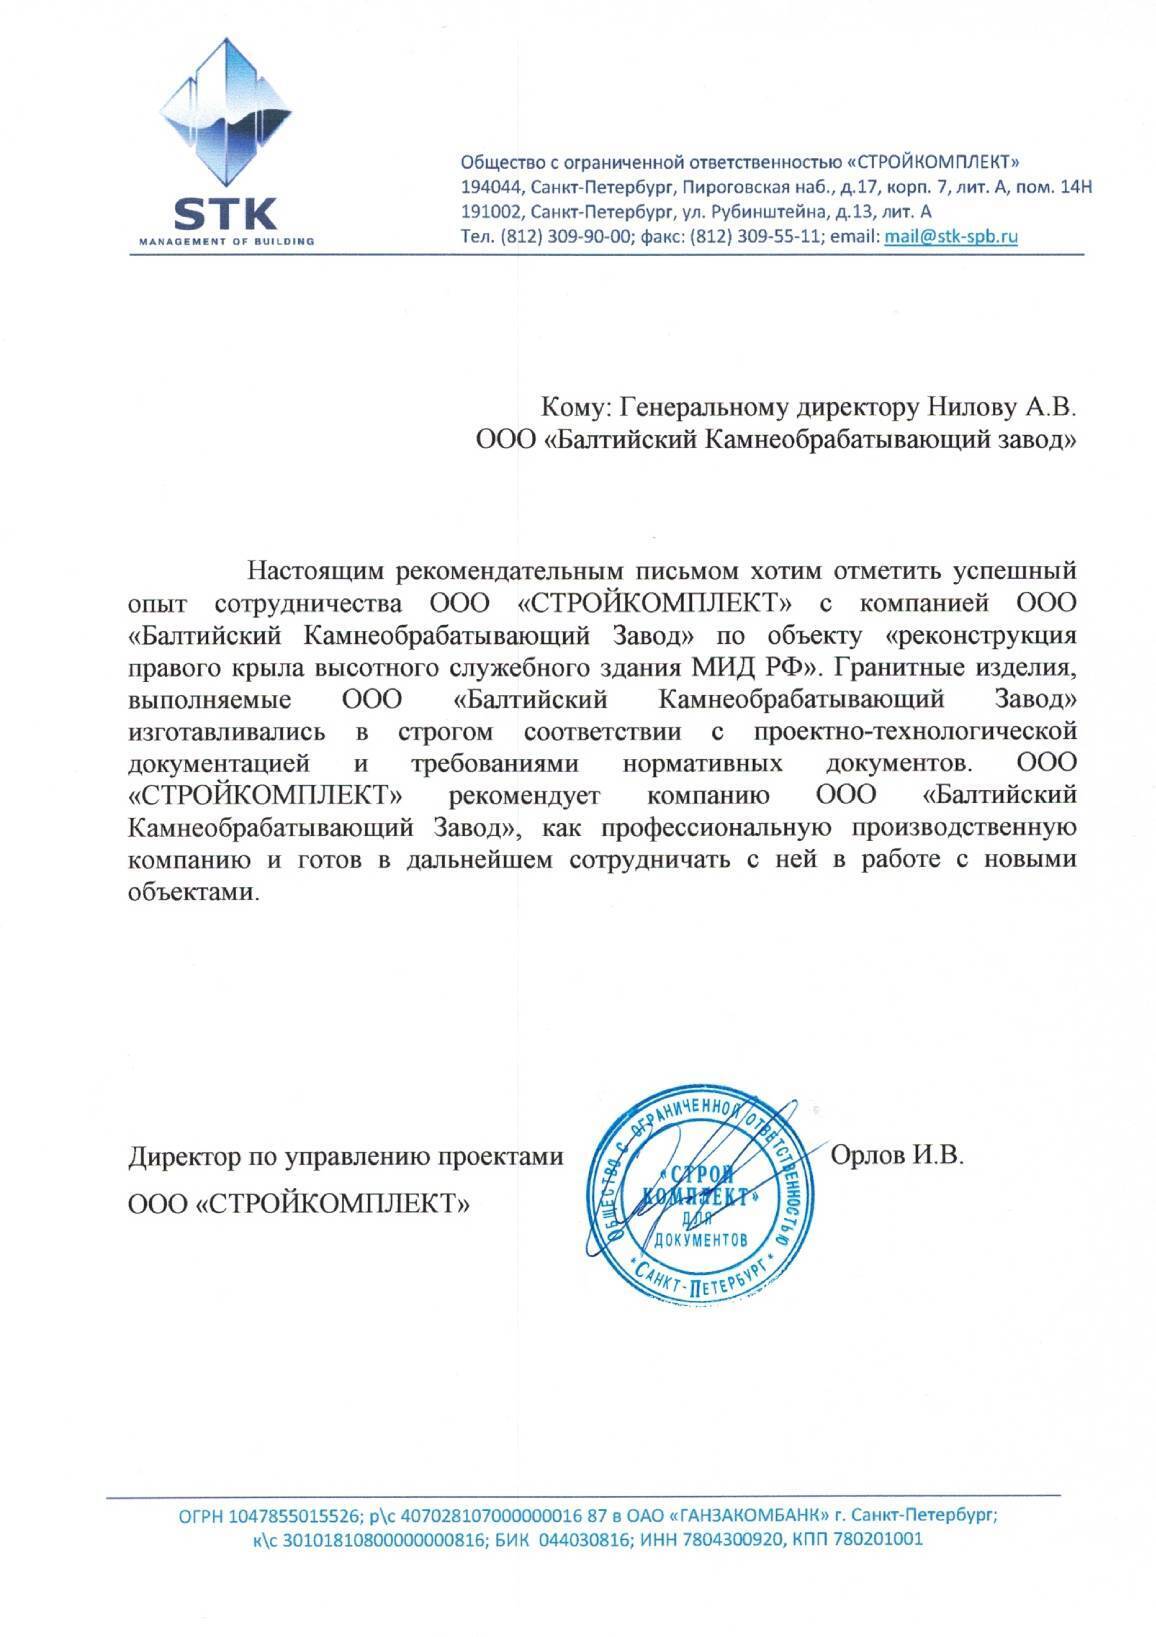 STK
MANAGEMENT OF BUILDING
Общество с ограниченной ответственностью «СТРОЙКОМПЛЕКТ»
194044, Санкт-Петербург, Пироговская наб., д.17, корп. 7, лит. А, пом. 14Н
191002, Санкт-Петербург, ул. Рубинштейна, д.13, лит. А
Тел. (812) 309-90-00; факс: (812) 309-55-11; email: mail@stk-spb.ru
Кому: Генеральному директору Нилову А.В.
ООО «Балтийский Камнеобрабатывающий завод»
Настоящим рекомендательным письмом хотим отметить успешный
опыт сотрудничества ООО «СТРОЙКОМПЛЕКТ» с компанией ООО
«Балтийский Камнеобрабатывающий Завод» по объекту «реконструкция
правого крыла высотного служебного здания МИД РФ». Гранитные изделия,
выполняемые ООО «Балтийский Камнеобрабатывающий Завод»
изготавливались в строгом соответствии с проектно-технологической
документацией и требованиями нормативных документов. ООО
«СТРОЙКОМПЛЕКТ» рекомендует компанию ООО «Балтийский
Камнеобрабатывающий Завод», как профессиональную производственную
компанию и готов в дальнейшем сотрудничать с ней в работе с новыми
объектами.
Директор по управлению проектами
ООО «СТРОЙКОМПЛЕКТ»
ОБЩЕСТВО С ОГРАНИЧЕННОЙ ОТВЕТСТВЕННОСТЬЮ
«СТРОЙ
КОМПЛЕКТ»
ДЛЯ
ДОКУМЕНТОВ
* САНКТ-ПЕТЕРБУРГ *
Орлов И.В.
ОГРН 1047855015526; р\с 407028107000000016 87 в ОАО «ГАНЗАКОМБАНК» г. Санкт-Петербург;
к\с 30101810800000000816; БИК 044030816; ИНН 7804300920, КПП 780201001